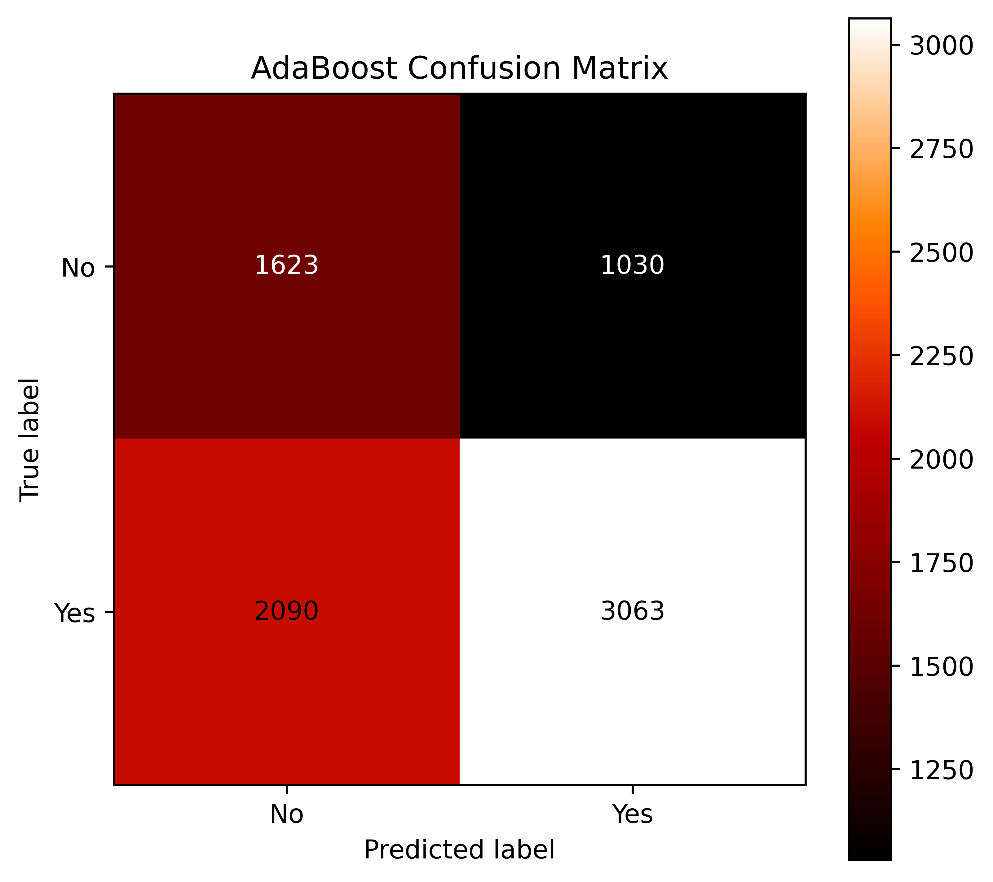 AdaBoost Confusion Matrix
No
1623
1030
Yes
2090
3063
No
Yes
True label
Predicted label
3000
2750
2500
2250
2000
1750
1500
1250